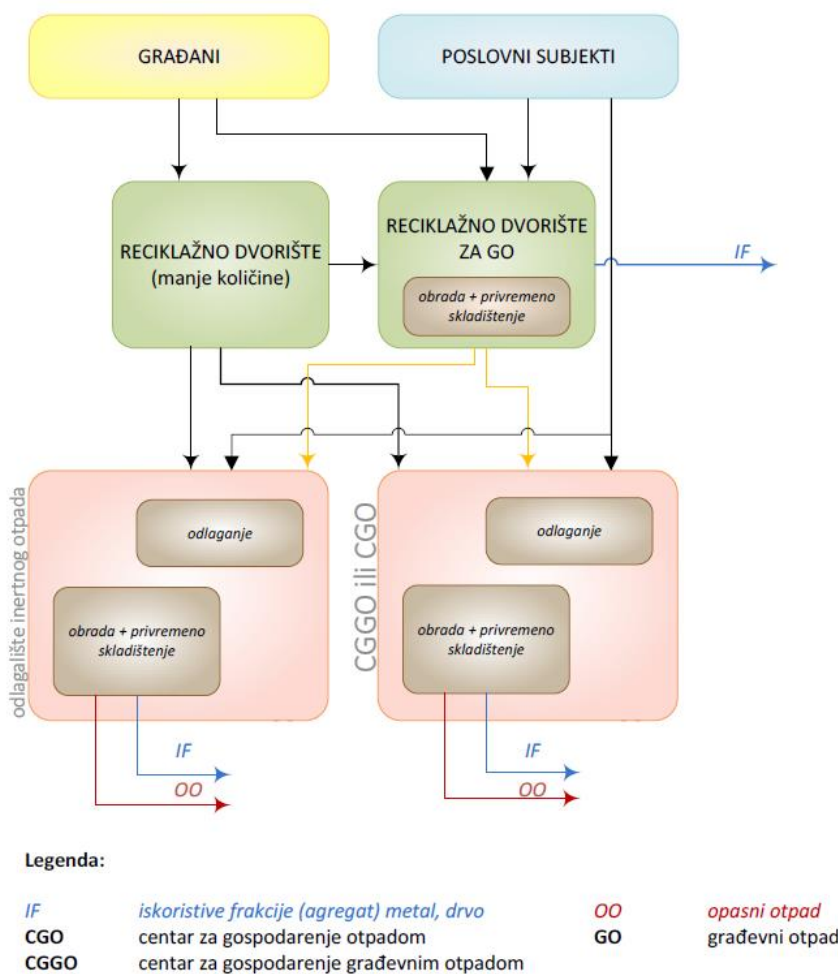 GRAĐANI
POSLOVNI SUBJEKTI
RECIKLAŽNO DVORIŠTE
(manje količine)
RECIKLAŽNO DVORIŠTE
ZA GO
obrada + privremeno
skladištenje
IF
odlagalište inertnog otpada
odlaganje
obrada + privremeno
skladištenje
IF
OO
CGGO ili CGO
odlaganje
obrada + privremeno
skladištenje
IF
OO
Legenda:
IF iskoristive frakcije (agregat) metal, drvo OO opasni otpad
CGO centar za gospodarenje otpadom GO građevni otpad
CGGO centar za gospodarenje građevnim otpadom